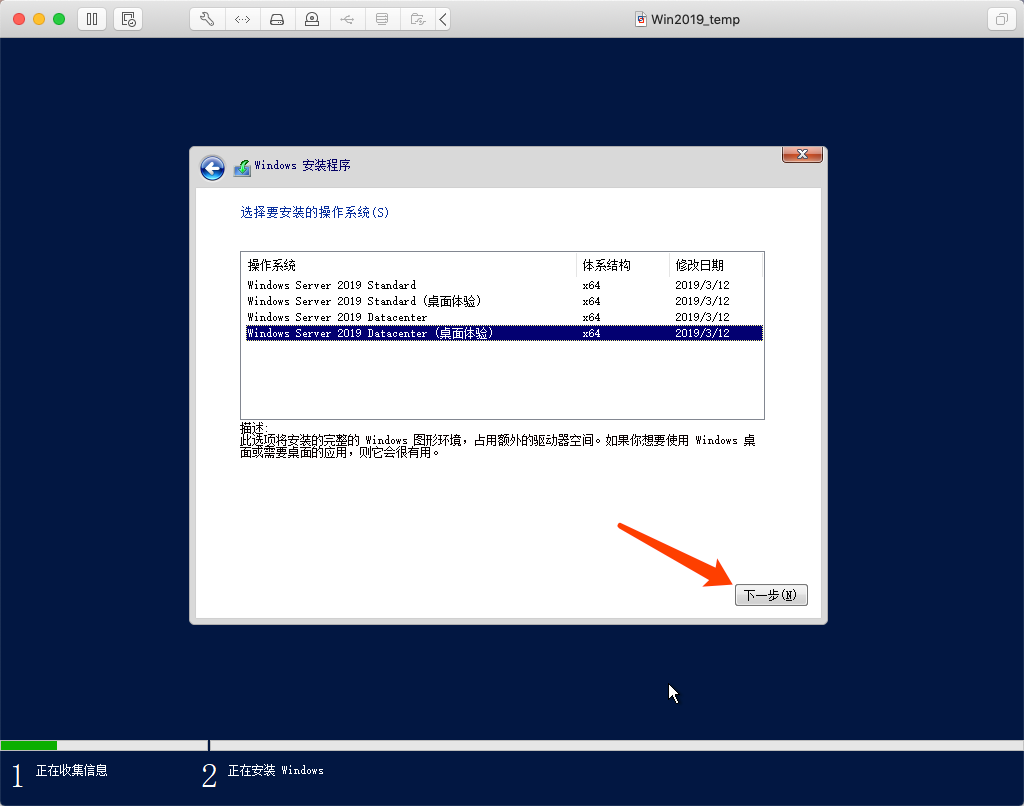 Win2019_temp
Windows 安装程序
选择要安装的操作系统(S)
操作系统 体系结构 修改日期
Windows Server 2019 Standard x64 2019/3/12
Windows Server 2019 Standard (桌面体验) x64 2019/3/12
Windows Server 2019 Datacenter x64 2019/3/12
Windows Server 2019 Datacenter (桌面体验) x64 2019/3/12
描述:
此选项将安装的完整的 Windows 图形环境，占用额外的驱动器空间。如果你想要使用 Windows 桌
面或需要桌面的应用，则它会很有用。
下一步(N)
1 正在收集信息 2 正在安装 Windows